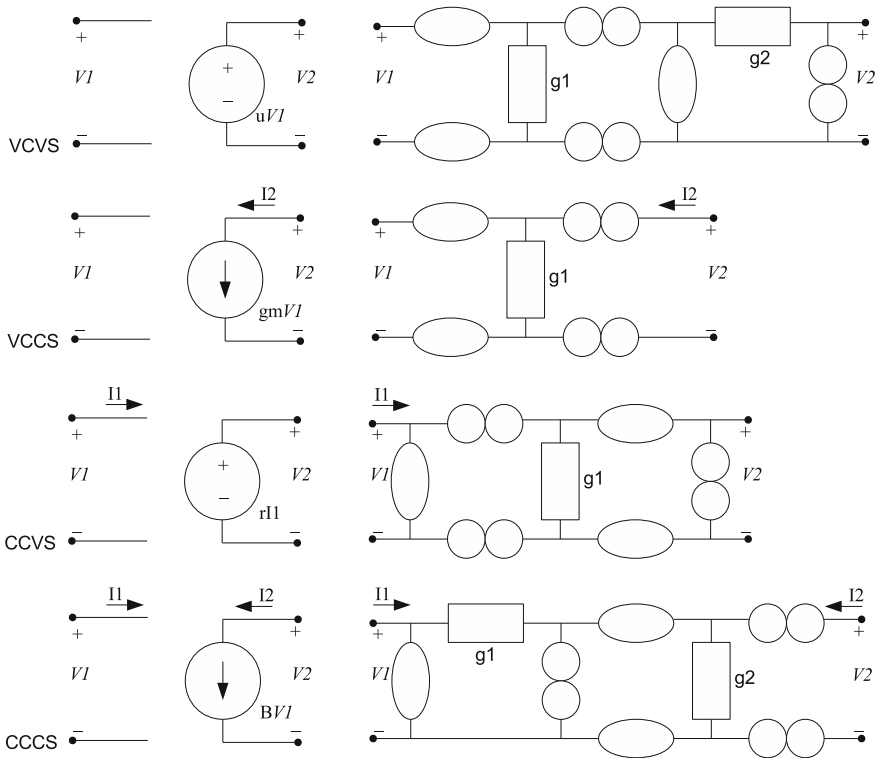 + + + +
V1 + V2 V1 g1 g2 V2
− uV1
VCVS − − − −
I2 I2
+ + + +
V1 V2 V1 g1 V2
gmV1
VCCS − − − −
I1 I1
+ + + +
V1 + V2 V1 g1 V2
− rI1
CCVS − − − −
I1 I2 I1 I2
+ + + +
g1
V1 V2 V1 g2 V2
BV1
CCCS − − − −